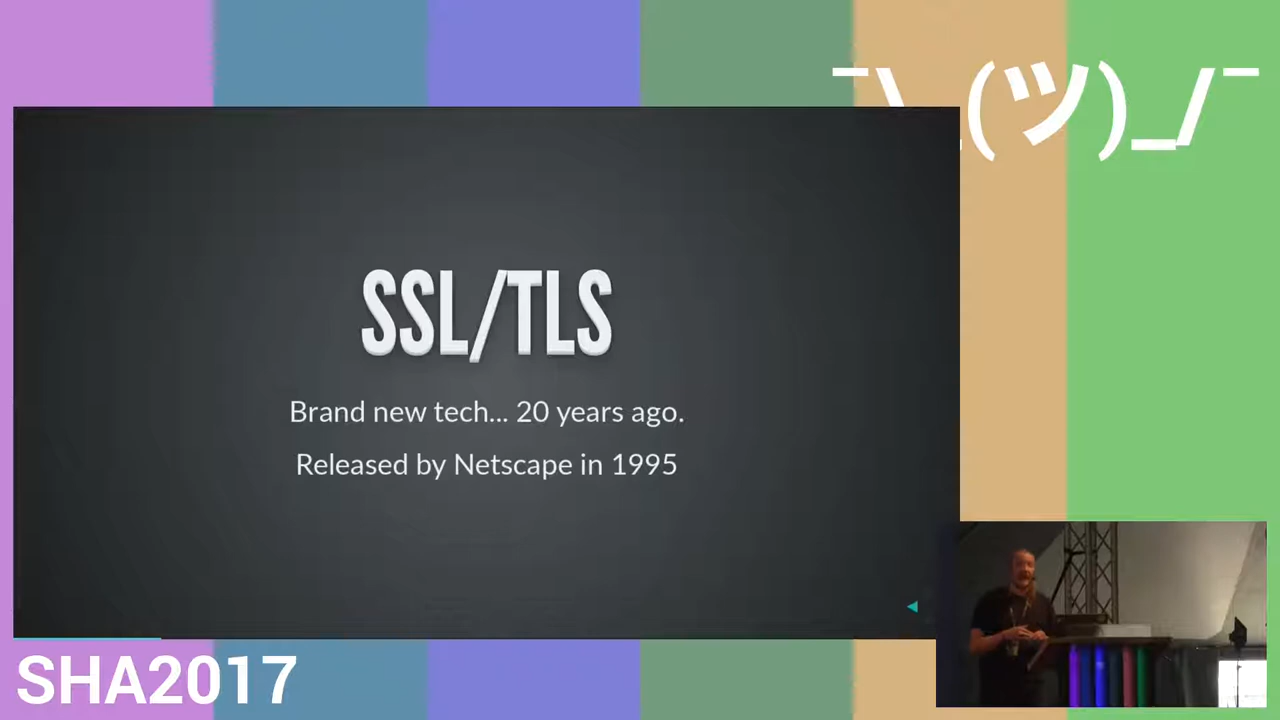 ¯\_(ツ)_/¯
SSL/TLS
Brand new tech... 20 years ago.
Released by Netscape in 1995
SHA2017